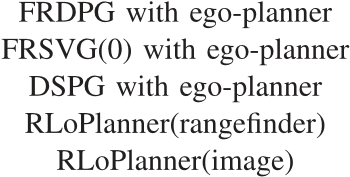 FRDPG with ego-planner
FRSVG(0) with ego-planner
DSPG with ego-planner
RLoPlanner(rangefinder)
RLoPlanner(image)